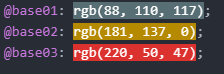 @base01: rgb(88, 110, 117);
@base02: rgb(181, 137, 0);
@base03: rgb(220, 50, 47);